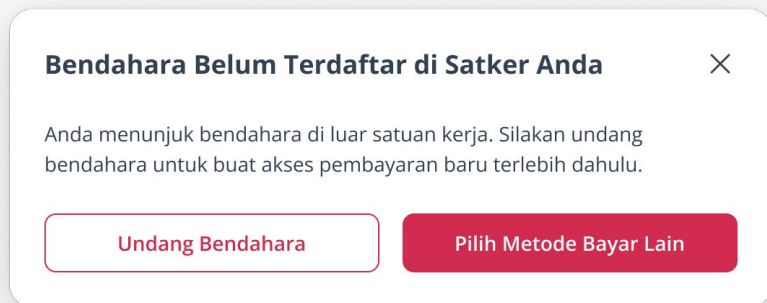 Bendahara Belum Terdaftar di Satker Anda
Anda menunjuk bendahara di luar satuan kerja. Silakan undang
bendahara untuk buat akses pembayaran baru terlebih dahulu.
Undang Bendahara
Pilih Metode Bayar Lain